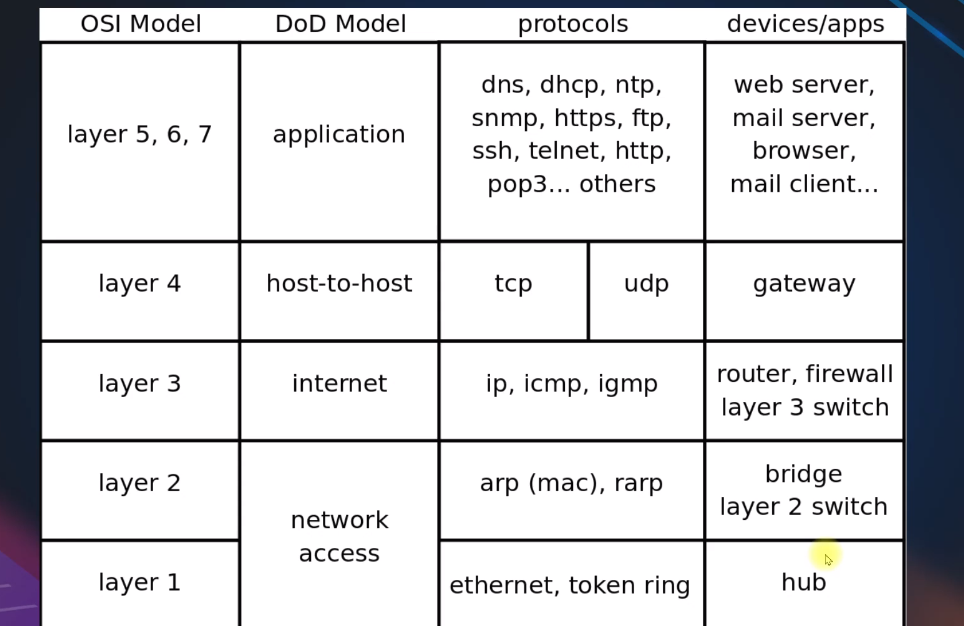 OSI Model
DoD Model
protocols
devices/apps
layer 5, 6, 7
application
dns, dhcp, ntp,
snmp, https, ftp,
ssh, telnet, http,
pop3... others
web server,
mail server,
browser,
mail client...
layer 4
host-to-host
tcp
udp
gateway
layer 3
internet
ip, icmp, igmp
router, firewall
layer 3 switch
layer 2
network
access
arp (mac), rarp
bridge
layer 2 switch
layer 1
ethernet, token ring
hub